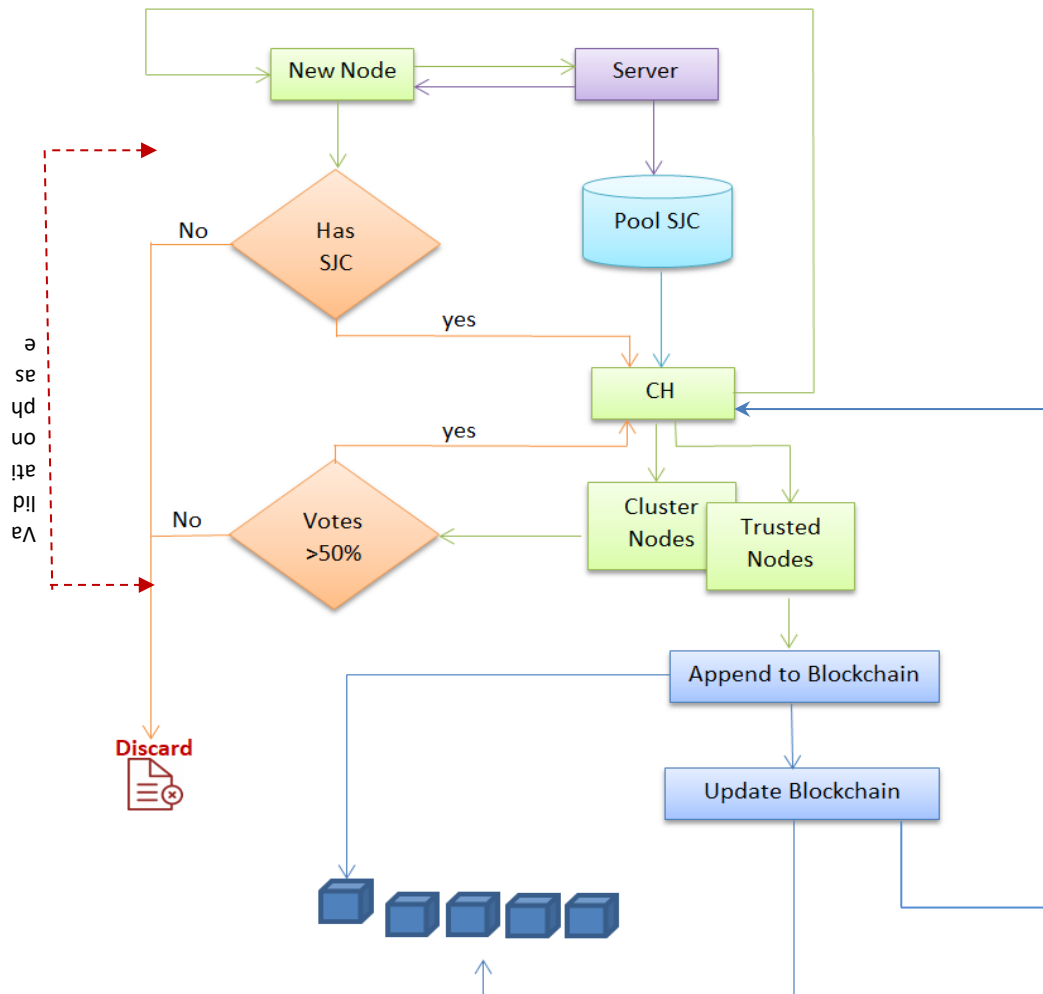 New Node
Server
No
Has
SJC
Pool SJC
yes
CH
yes
No
Votes
>50%
Cluster
Nodes
Trusted
Nodes
Va
lid
ati
on
ph
as
e
Append to Blockchain
Discard
Update Blockchain